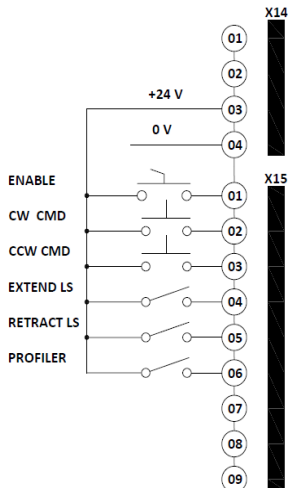 X14
01
02
+24 V
03
0 V
04
X15
ENABLE
01
CW CMD
02
CCW CMD
03
EXTEND LS
04
RETRACT LS
05
PROFILER
06
07
08
09